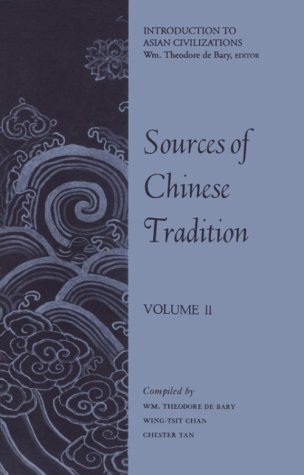 INTRODUCTION TO
ASIAN CIVILIZATIONS
WM. THEODORE DE BARY, EDITOR
Sources of
Chinese
Tradition
VOLUME II
Compiled by
WM. THEODORE DE BARY
WING-TSIT CHAN
CHESTER TAN